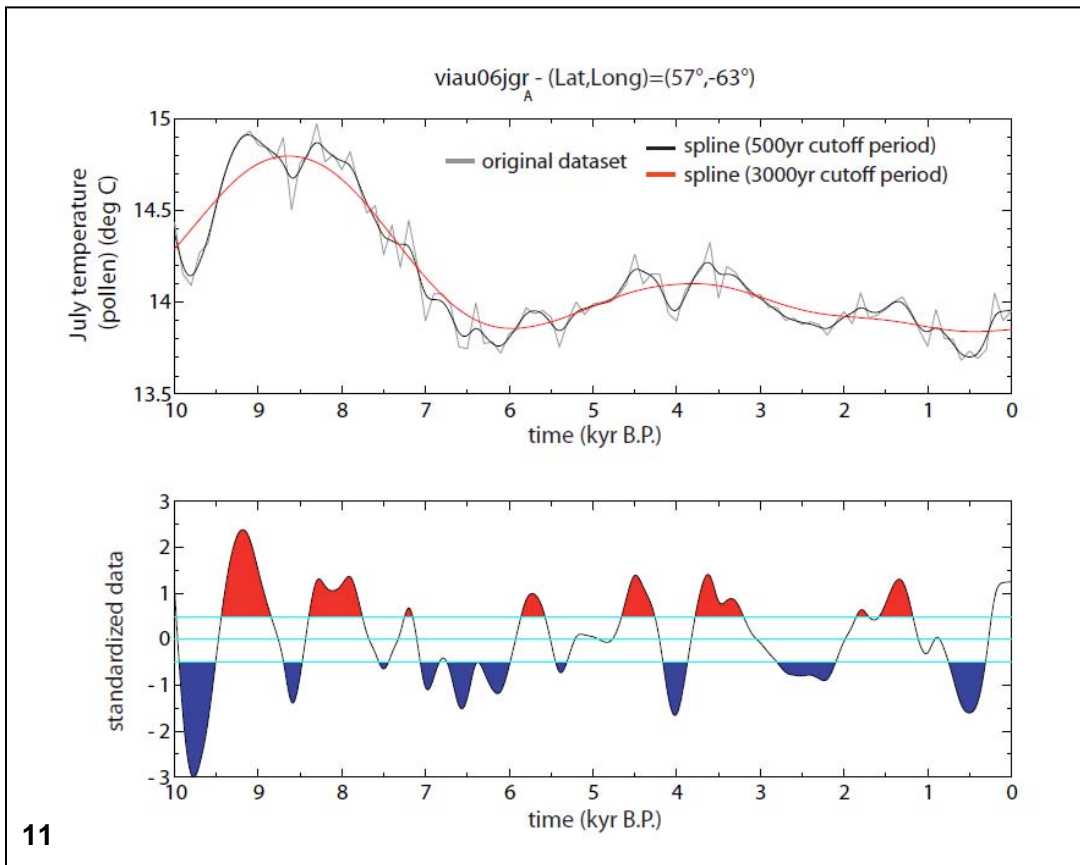 viau06jgr - (Lat,Long)=(57°,-63°)
A
15
14.5
14
13.5
July temperature
(pollen) (deg C)
original dataset
spline (500yr cutoff period)
spline (3000yr cutoff period)
10 9 8 7 6 5 4 3 2 1 0
time (kyr B.P.)
3
2
1
0
- 1
- 2
- 3
standardized data
10 9 8 7 6 5 4 3 2 1 0
time (kyr B.P.)
11